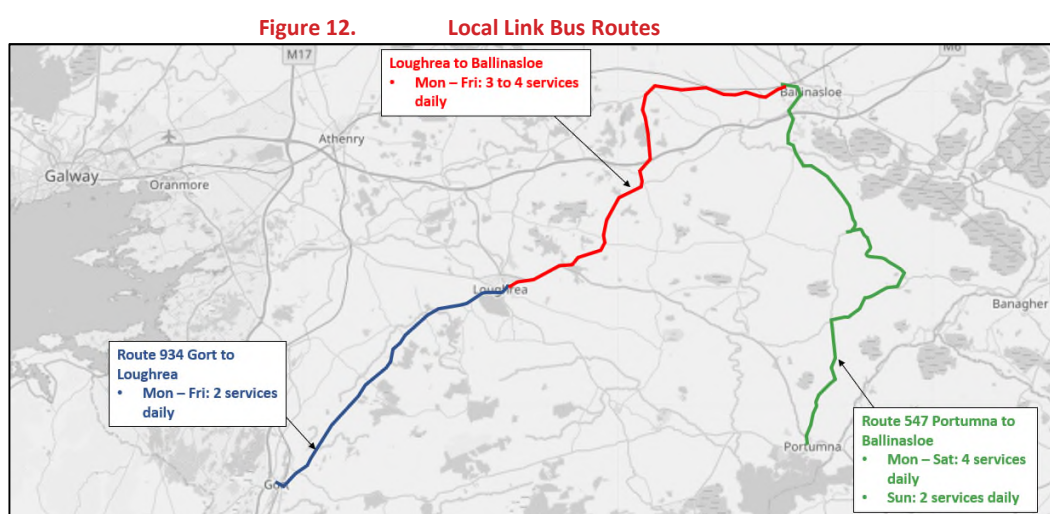 Figure 12. Local Link Bus Routes
M17
M6
Loughrea to Ballinasloe
• Mon – Fri: 3 to 4 services
daily
Ballinasloe
Athenry
Galway
Oranmore
Loughrea
Banagher
Route 934 Gort to
Loughrea
• Mon – Fri: 2 services
daily
Route 547 Portumna to
Ballinasloe
• Mon – Sat: 4 services
daily
• Sun: 2 services daily
Portumna
Gort